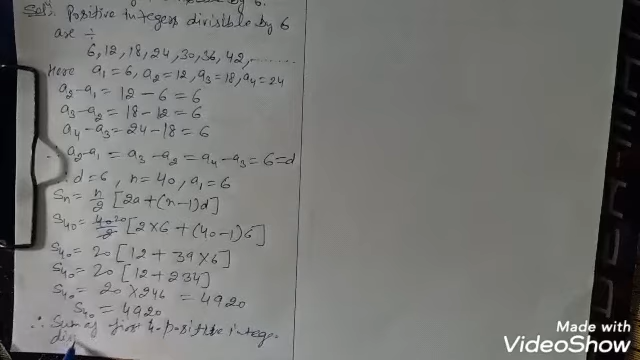 Sol: Positive Integers divisible by 6
are ÷
6, 12, 18, 24, 30, 36, 42, .........
Here a₁ = 6, a₂ = 12, a₃ = 18, a₄ = 24
a₂-a₁ = 12 - 6 = 6
a₃-a₂ = 18 - 12 = 6
a₄-a₃ = 24 - 18 = 6
a₂-a₁ = a₃-a₂ = a₄-a₃ = 6 = d
d = 6, n = 40, a₁ = 6
Sn = n/2 [2a + (n-1)d]
S₄₀ = 40/2 20 [2×6 + (40-1)6]
S₄₀ = 20 [12 + 39×6]
S₄₀ = 20 [12 + 234]
S₄₀ = 20 × 246 = 4920
S₄₀ = 4920
∴ Sum of first 4 positive intege
Made with
VideoShow